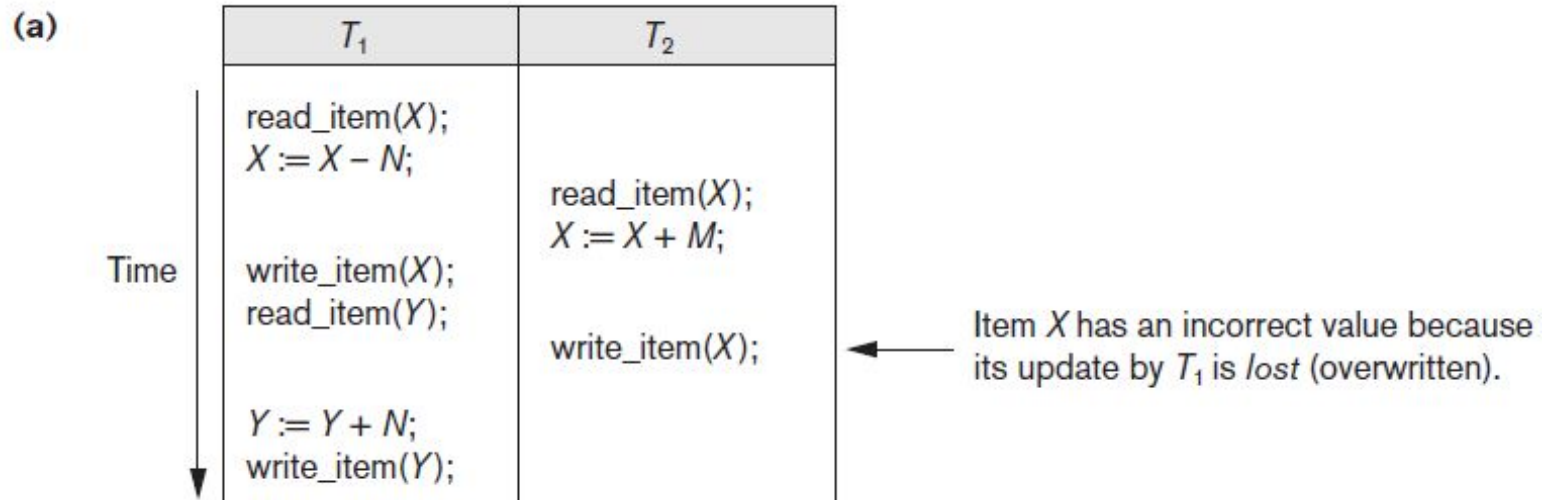 (a)
T₁ T₂
read_item(X);
X := X – N;
read_item(X);
X := X + M;
Time
write_item(X);
read_item(Y);
write_item(X);
Item X has an incorrect value because
its update by T₁ is lost (overwritten).
Y := Y + N;
write_item(Y);